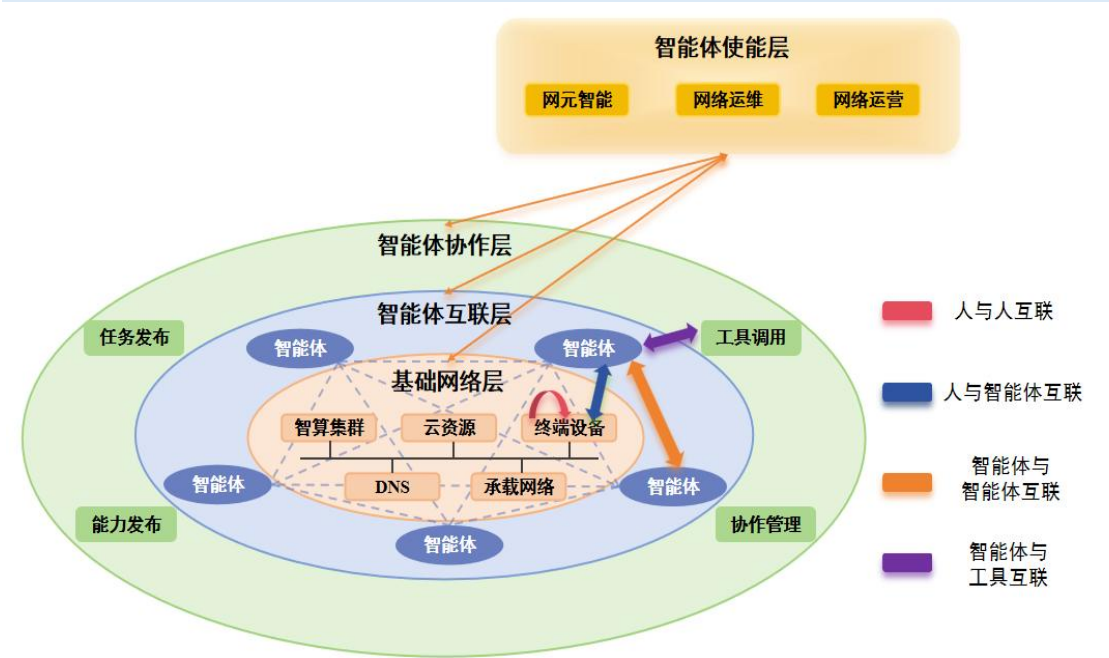 智能体使能层
网元智能
网络运维
网络运营
智能体协作层
智能体互联层
任务发布
智能体
智能体
工具调用
基础网络层
智算集群
云资源
终端设备
智能体
DNS
承载网络
智能体
能力发布
智能体
协作管理
人与人互联
人与智能体互联
智能体与
智能体互联
智能体与
工具互联